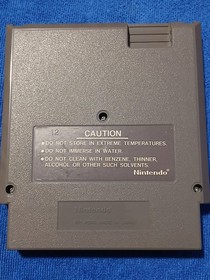 12
CAUTION
•DO NOT STORE IN EXTREME TEMPERATURES.
•DO NOT IMMERSE IN WATER.
•DO NOT CLEAN WITH BENZENE, THINNER,
ALCOHOL OR OTHER SUCH SOLVENTS.
Nintendo